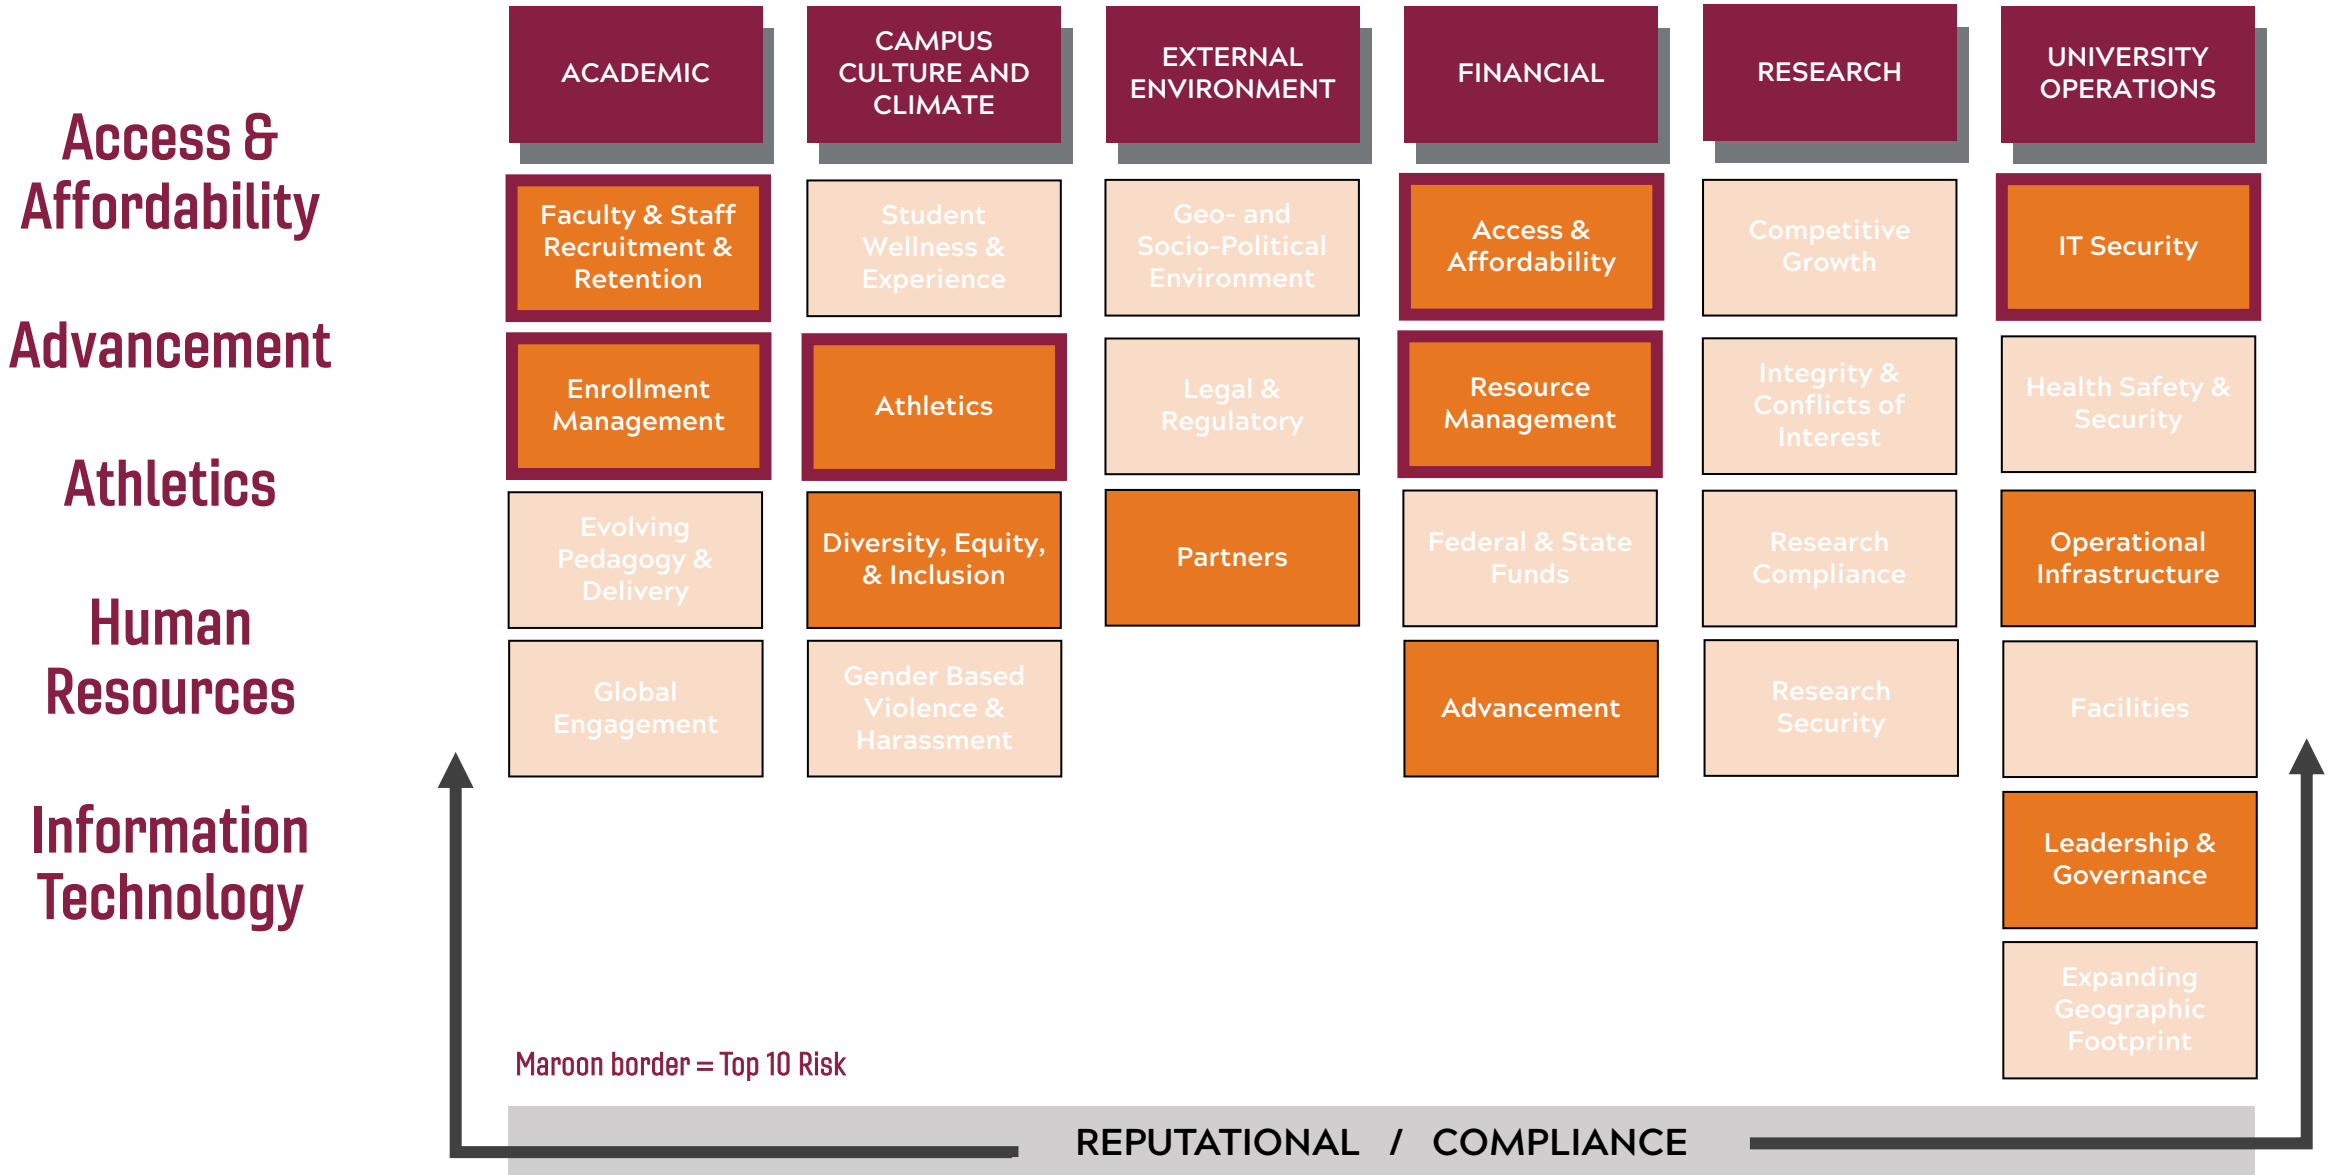 Access &
Affordability
Advancement
Athletics
Human
Resources
Information
Technology
ACADEMIC
Faculty & Staff
Recruitment &
Retention
Enrollment
Management
Evolving
Pedagogy &
Delivery
Global
Engagement
CAMPUS
CULTURE AND
CLIMATE
Student
Wellness &
Experience
Athletics
Diversity, Equity,
& Inclusion
Gender Based
Violence &
Harassment
EXTERNAL
ENVIRONMENT
Geo- and
Socio-Political
Environment
Legal &
Regulatory
Partners
FINANCIAL
Access &
Affordability
Resource
Management
Federal & State
Funds
Advancement
RESEARCH
Competitive
Growth
Integrity &
Conflicts of
Interest
Research
Compliance
Research
Security
UNIVERSITY
OPERATIONS
IT Security
Health Safety &
Security
Operational
Infrastructure
Facilities
Leadership &
Governance
Expanding
Geographic
Footprint
Maroon border = Top 10 Risk
REPUTATIONAL / COMPLIANCE